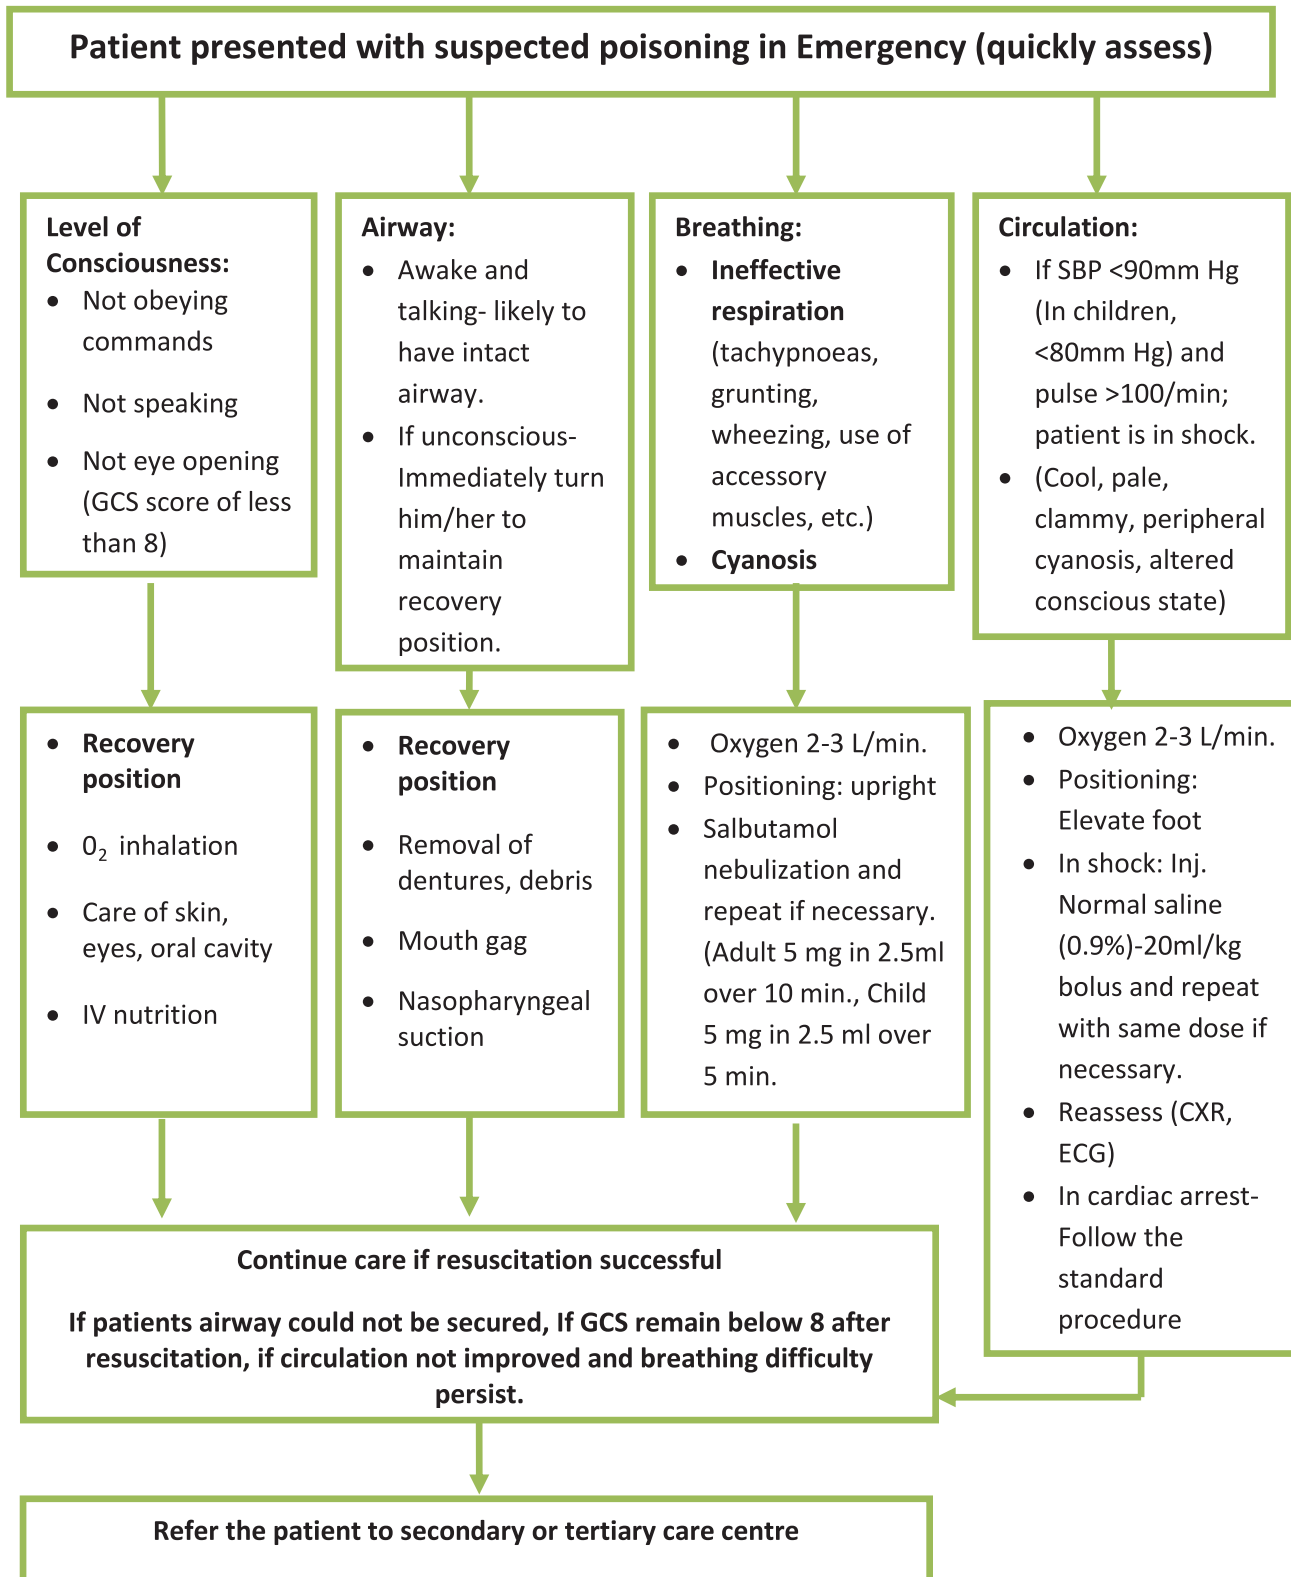 Patient presented with suspected poisoning in Emergency (quickly assess)
Level of
Consciousness:
• Not obeying
commands
• Not speaking
• Not eye opening
(GCS score of less
than 8)
Airway:
• Awake and
talking- likely to
have intact
airway.
• If unconscious-
Immediately turn
him/her to
maintain
recovery
position.
Breathing:
• Ineffective
respiration
(tachypnoeas,
grunting,
wheezing, use of
accessory
muscles, etc.)
• Cyanosis
Circulation:
• If SBP <90mm Hg
(In children,
<80mm Hg) and
pulse >100/min;
patient is in shock.
• (Cool, pale,
clammy, peripheral
cyanosis, altered
conscious state)
• Recovery
position
• 0₂ inhalation
• Care of skin,
eyes, oral cavity
• IV nutrition
• Recovery
position
• Removal of
dentures, debris
• Mouth gag
• Nasopharyngeal
suction
• Oxygen 2-3 L/min.
• Positioning: upright
• Salbutamol
nebulization and
repeat if necessary.
(Adult 5 mg in 2.5ml
over 10 min., Child
5 mg in 2.5 ml over
5 min.
• Oxygen 2-3 L/min.
• Positioning:
Elevate foot
• In shock: Inj.
Normal saline
(0.9%)-20ml/kg
bolus and repeat
with same dose if
necessary.
• Reassess (CXR,
ECG)
• In cardiac arrest-
Follow the
standard
procedure
Continue care if resuscitation successful
If patients airway could not be secured, If GCS remain below 8 after
resuscitation, if circulation not improved and breathing difficulty
persist.
Refer the patient to secondary or tertiary care centre